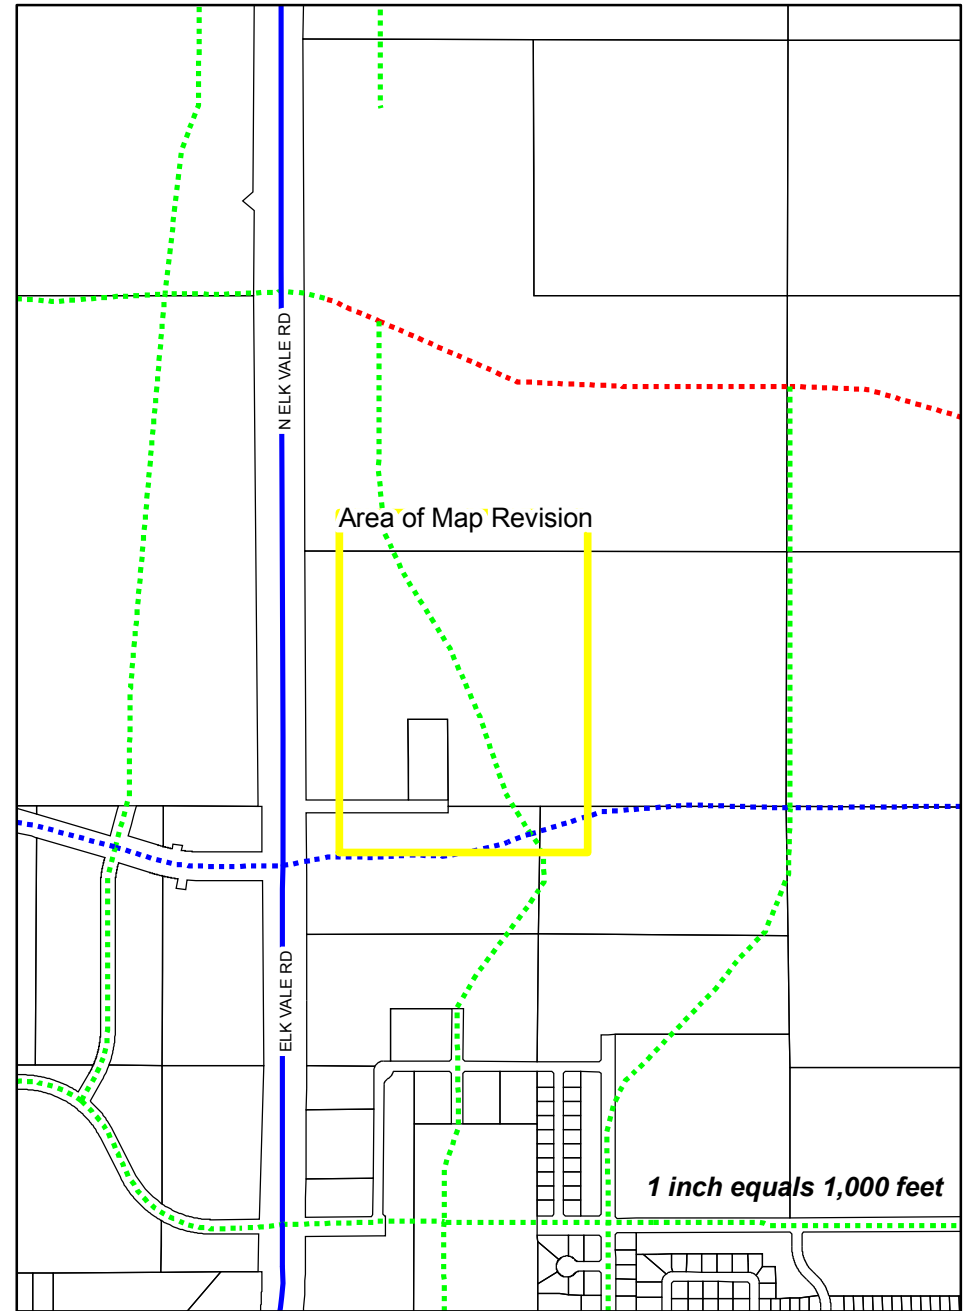 N ELK VALE RD
Area of Map Revision
ELK VALE RD
1 inch equals 1,000 feet